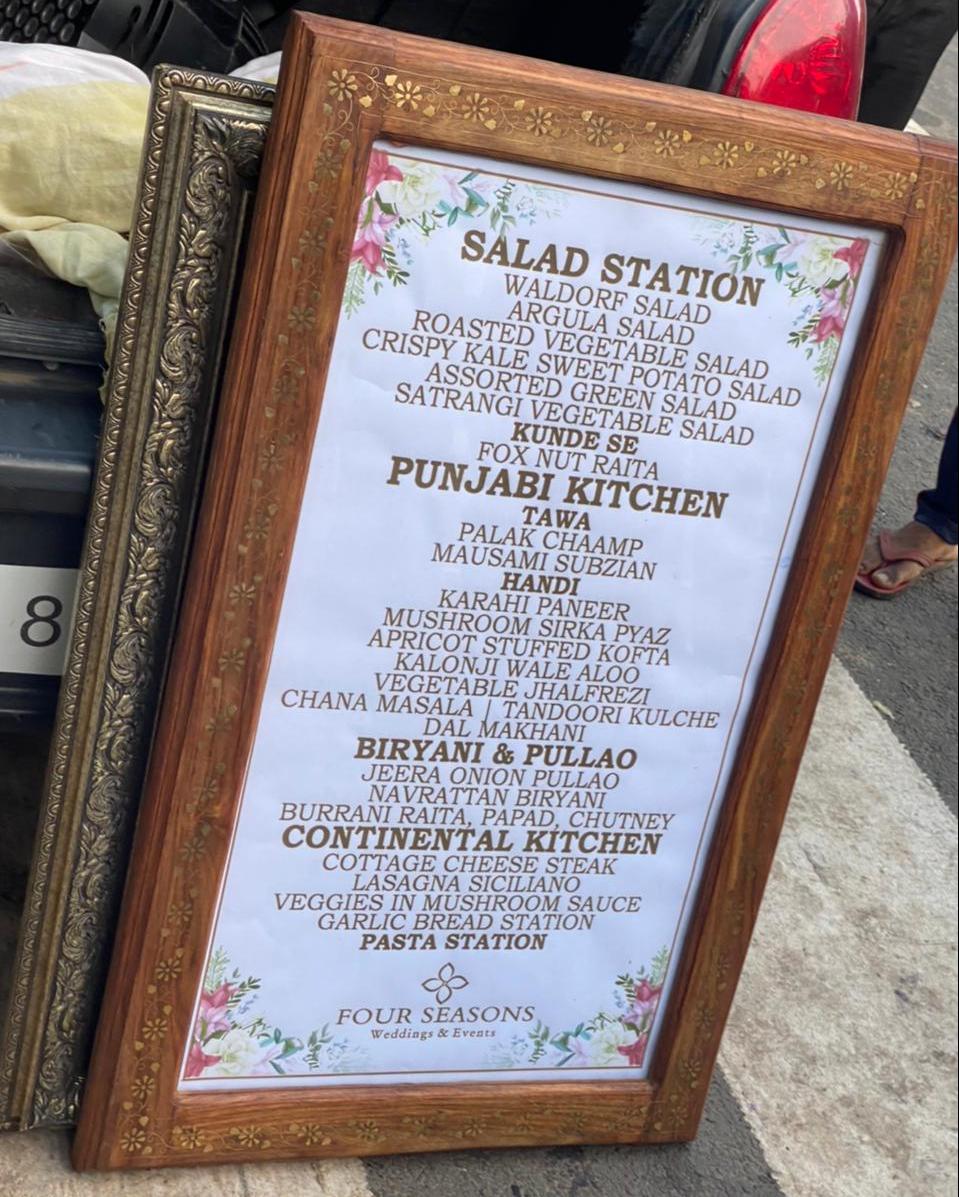 SALAD STATION
WALDORF SALAD
ARGULA SALAD
ROASTED VEGETABLE SALAD
CRISPY KALE SWEET POTATO SALAD
ASSORTED GREEN SALAD
SATRANGI VEGETABLE SALAD
KUNDE SE
FOX NUT RAITA
PUNJABI KITCHEN
TAWA
PALAK CHAAMP
MAUSAMI SUBZIAN
HANDI
KARAHI PANEER
MUSHROOM SIRKA PYAZ
APRICOT STUFFED KOFTA
KALONJI WALE ALOO
VEGETABLE JHALFREZI
CHANA MASALA | TANDOORI KULCHE
DAL MAKHANI
BIRYANI & PULLAO
JEERA ONION PULLAO
NAVRATTAN BIRYANI
BURRANI RAITA, PAPAD, CHUTNEY
CONTINENTAL KITCHEN
COTTAGE CHEESE STEAK
LASAGNA SICILIANO
VEGGIES IN MUSHROOM SAUCE
GARLIC BREAD STATION
PASTA STATION
FOUR SEASONS
Weddings & Events
8